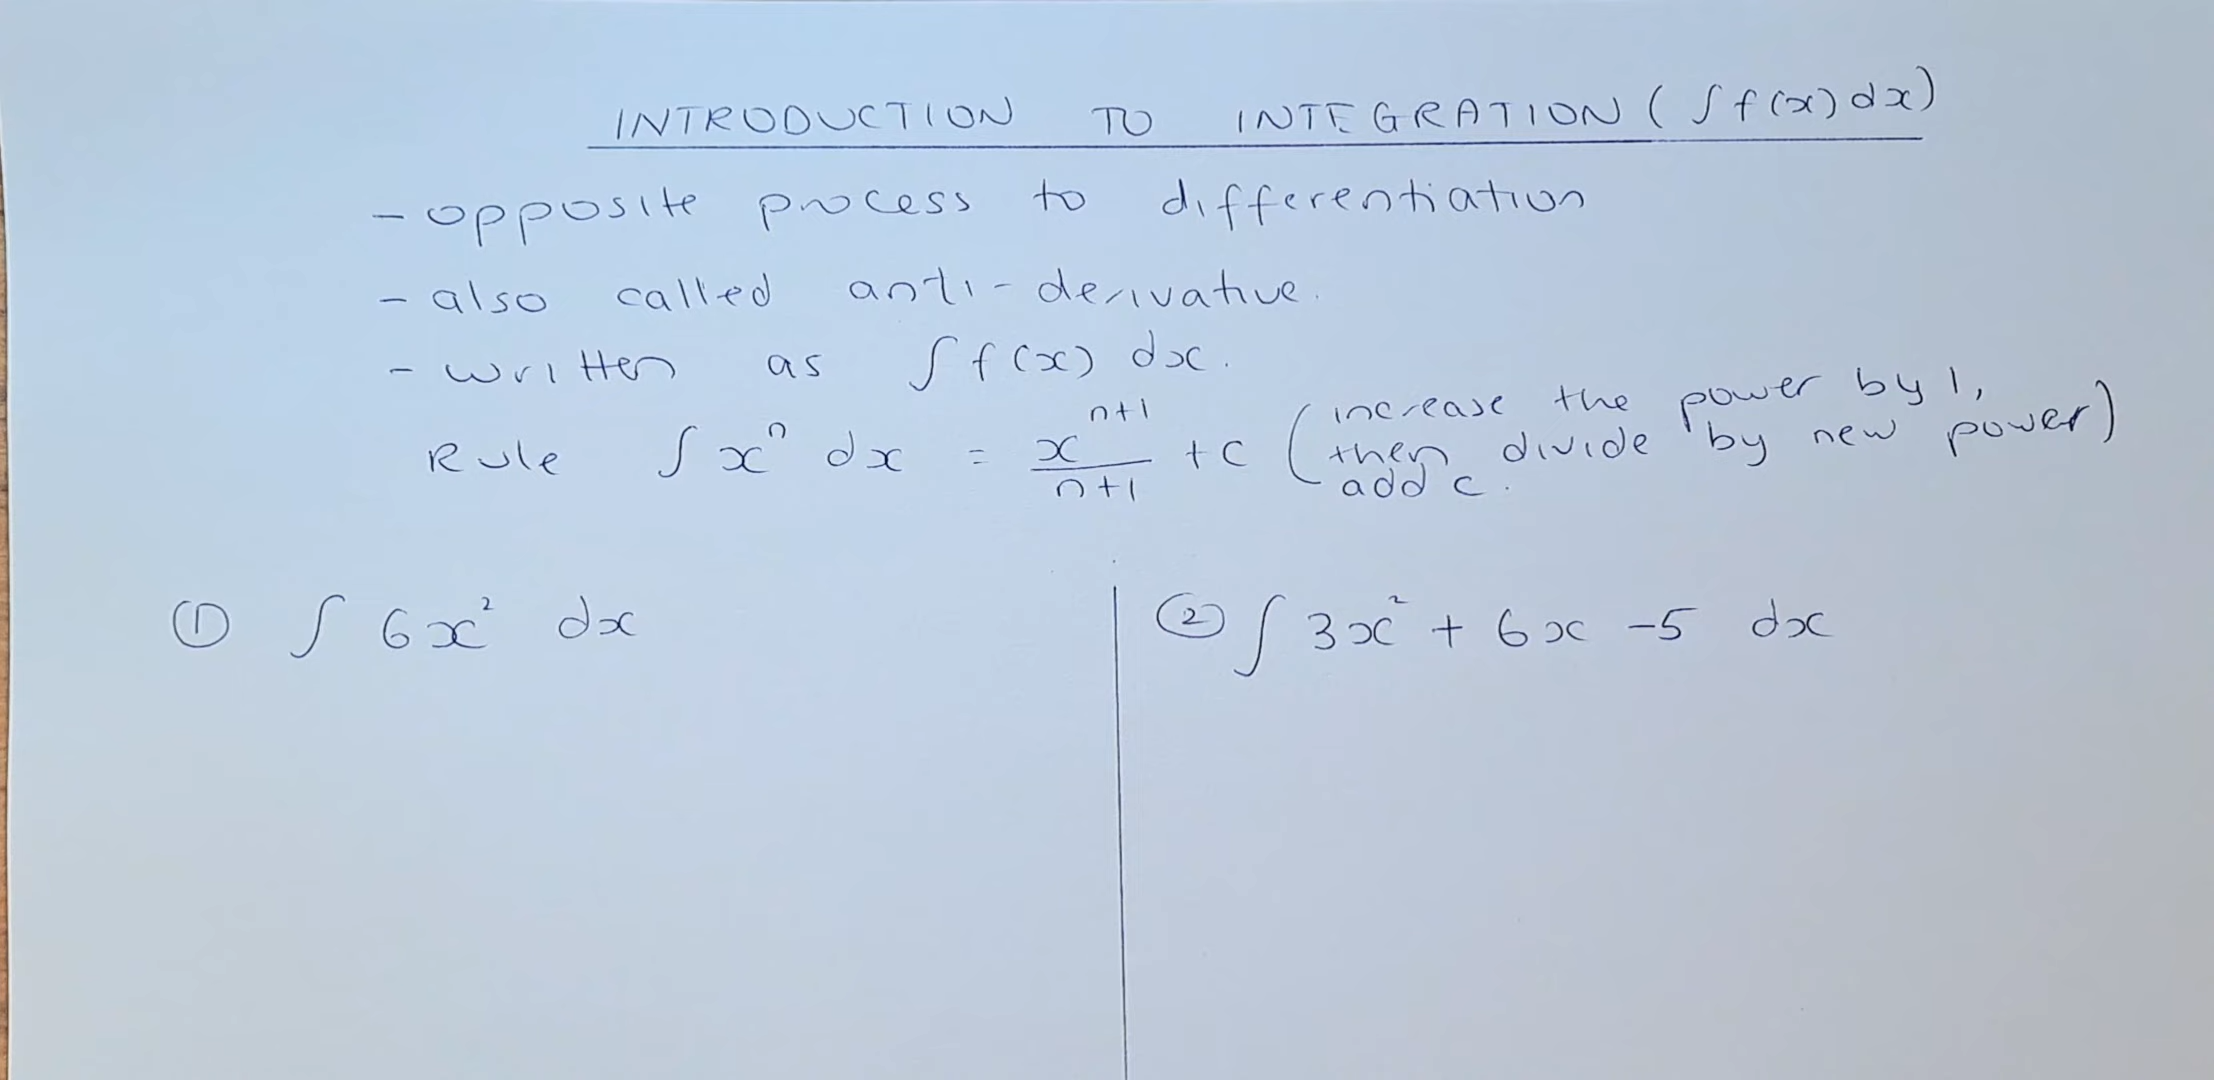 INTRODUCTION TO INTEGRATION (∫f(x)dx)
- opposite process to differentiation
- also called anti-derivative.
- written as ∫f(x) dx.
Rule ∫xⁿ dx = xⁿ⁺¹/n+1 + c (increase the power by 1,
then divide by new power)
add c.
① ∫ 6x² dx
② ∫ 3x² + 6x - 5 dx